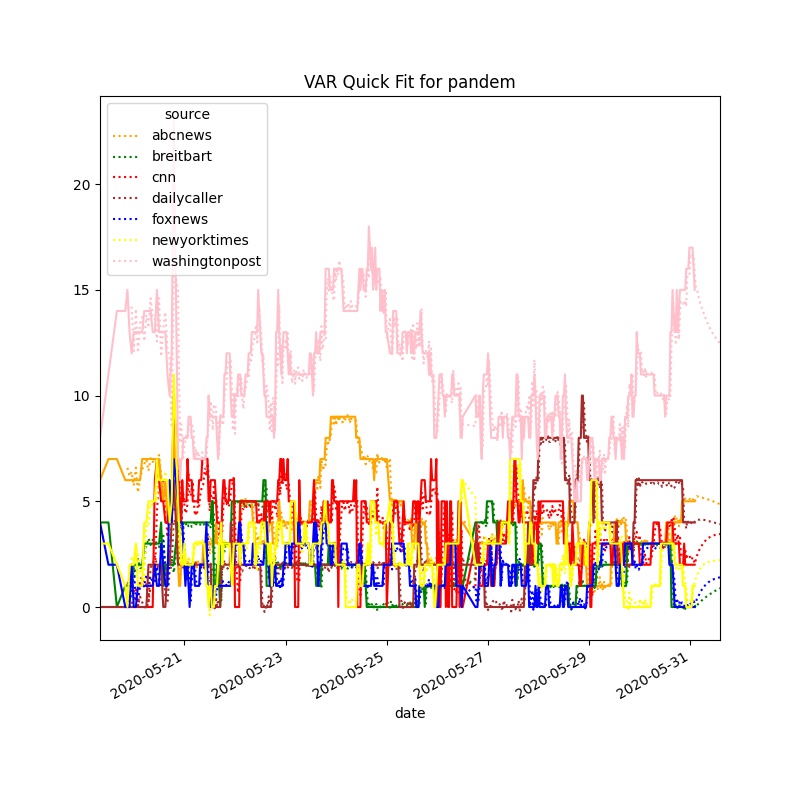 VAR Quick Fit for pandem
source
abcnews
breitbart
cnn
dailycaller
foxnews
newyorktimes
washingtonpost
20
15
10
5
0
2020-05-21
2020-05-23
2020-05-25
2020-05-27
2020-05-29
2020-05-31
date